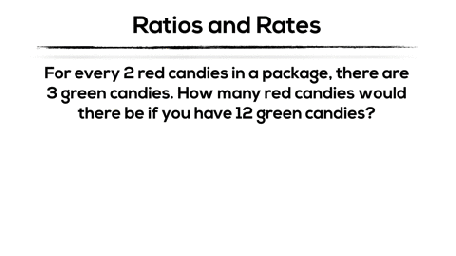 Ratios and Rates
For every 2 red candies in a package, there are
3 green candies. How many red candies would
there be if you have 12 green candies?